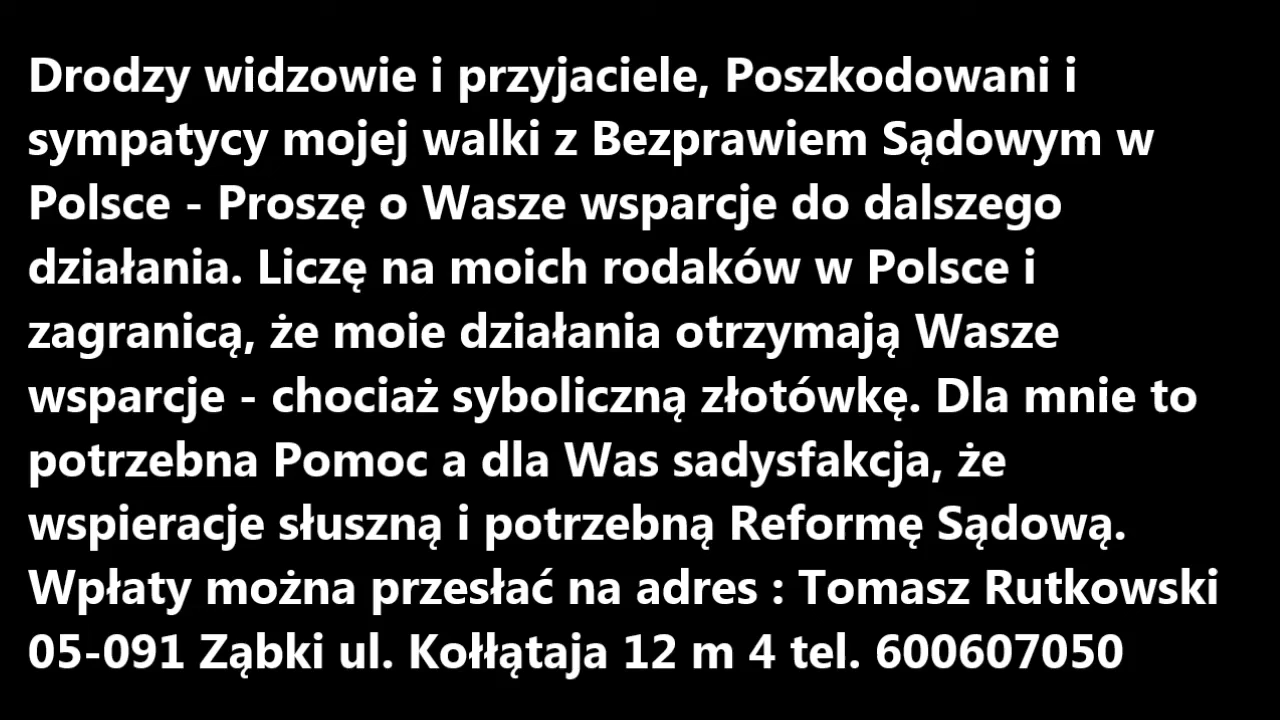 Drodzy widzowie i przyjaciele, Poszkodowani i
sympatycy mojej walki z Bezprawiem Sądowym w
Polsce - Proszę o Wasze wsparcje do dalszego
działania. Liczę na moich rodaków w Polsce i
zagranicą, że moie działania otrzymają Wasze
wsparcje - chociaż syboliczną złotówkę. Dla mnie to
potrzebna Pomoc a dla Was sadysfakcja, że
wspieracje słuszną i potrzebną Reformę Sądową.
Wpłaty można przesłać na adres : Tomasz Rutkowski
05-091 Ząbki ul. Kołłątaja 12 m 4 tel. 600607050